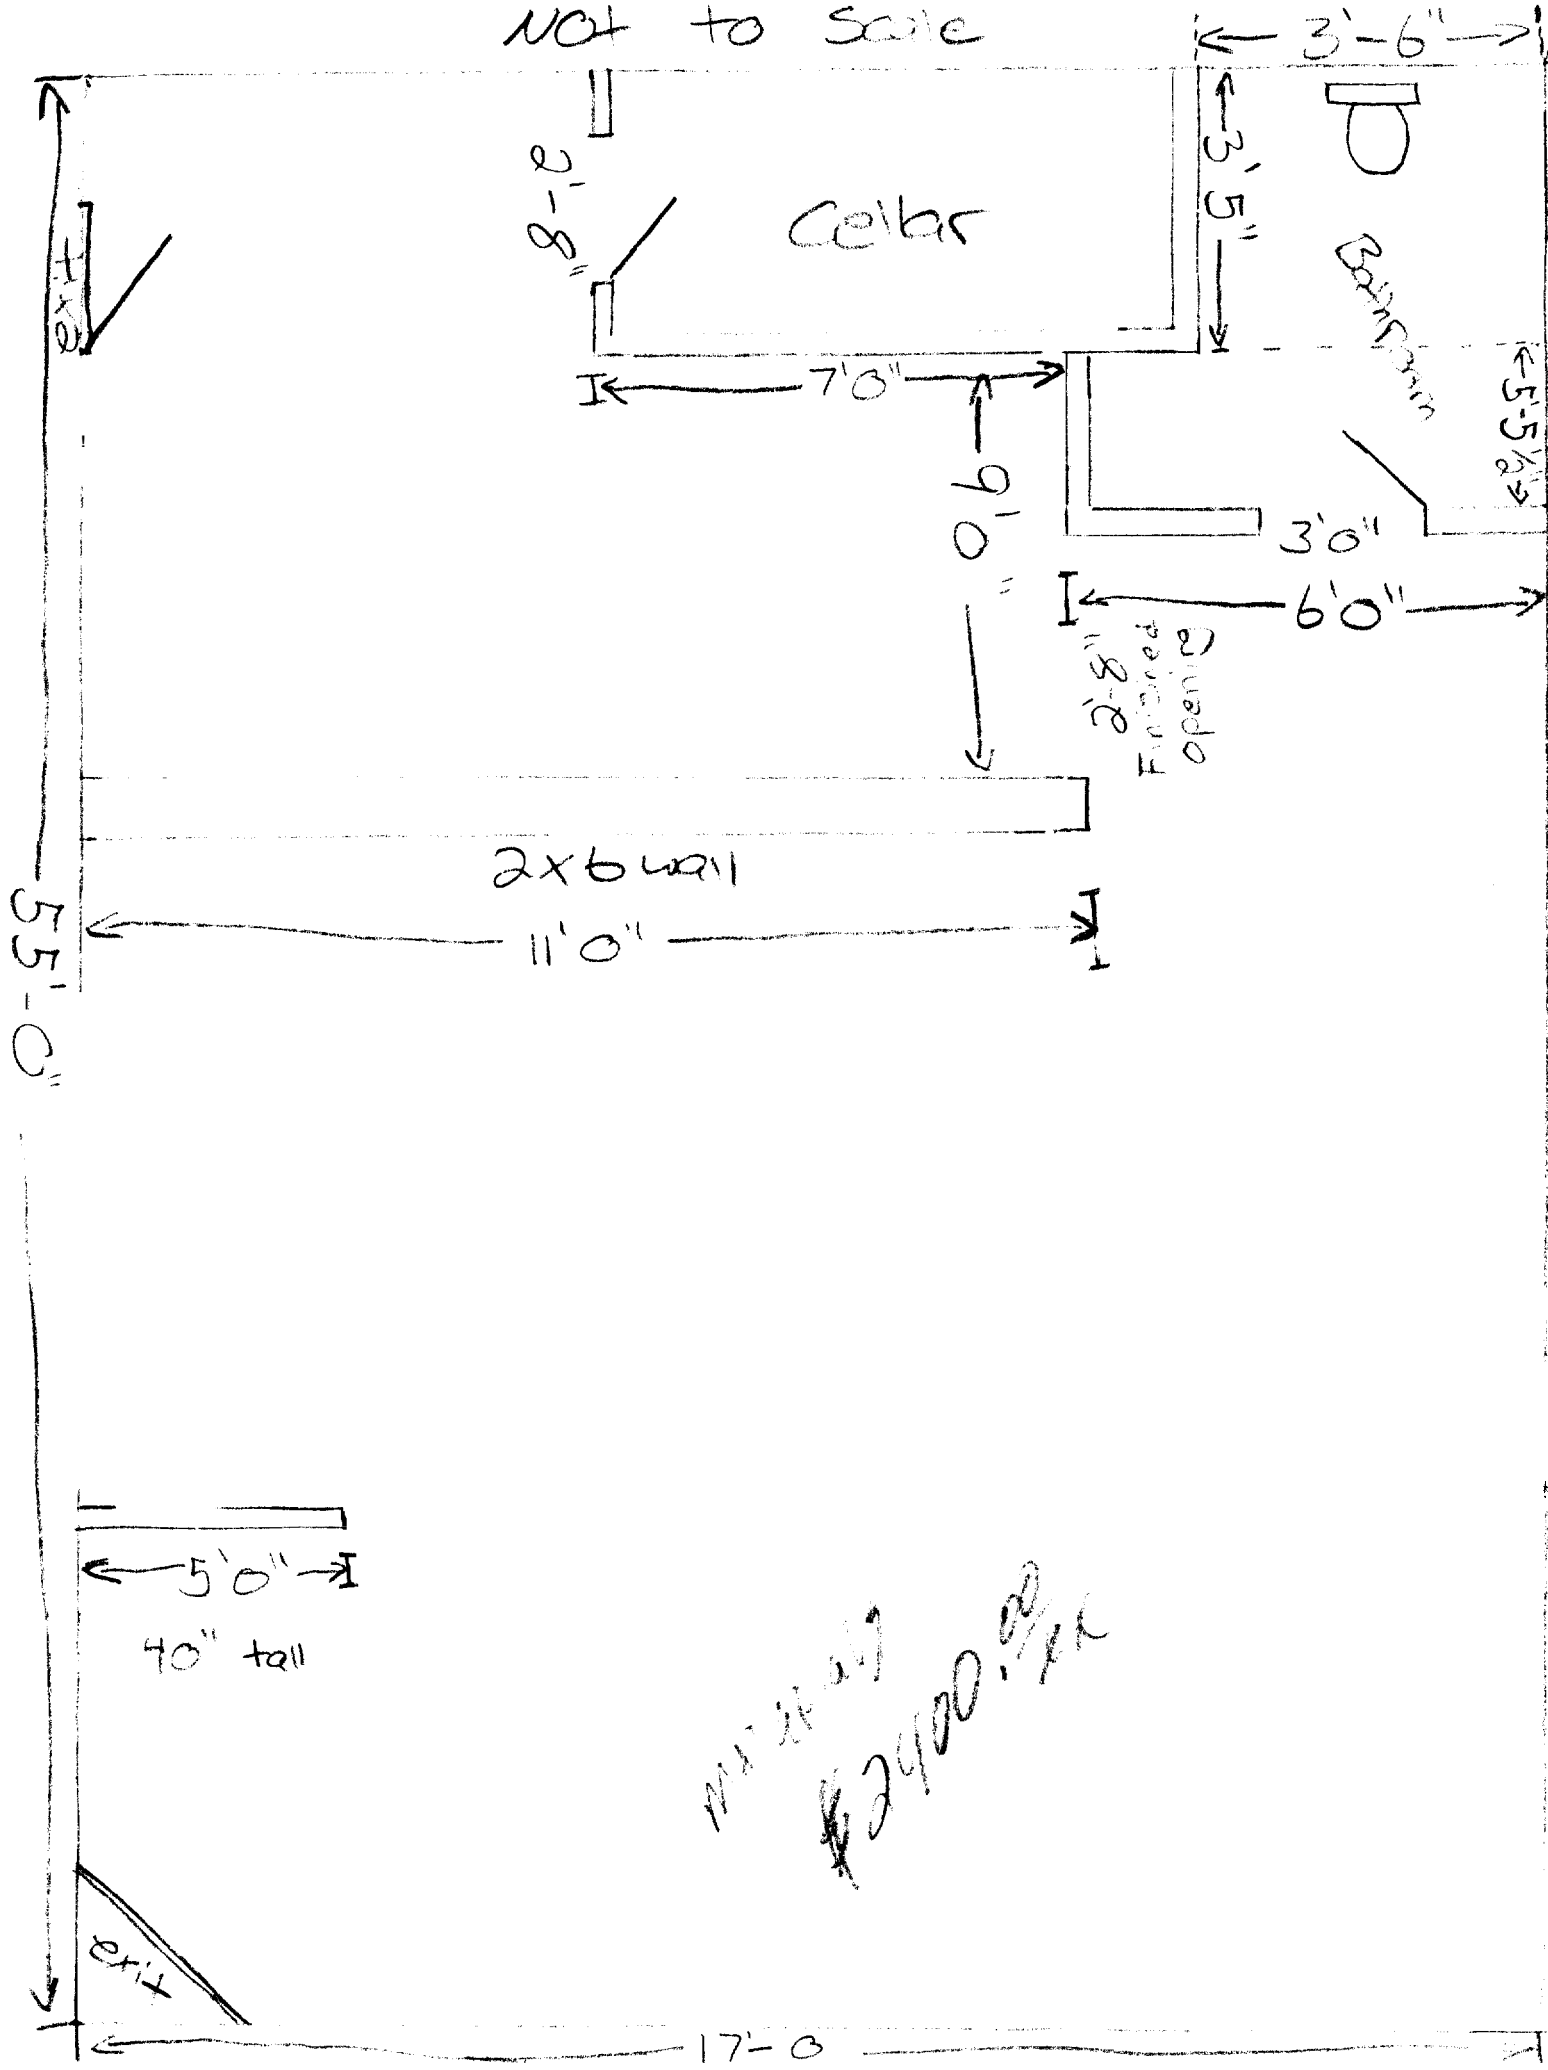 Not to Scale
3'-6"
2'-8"
Cellar
3'5"
Bathroom
exit
7'0"
5'-5½"
9'0"
3'0"
6'0"
2'-8"
Finished
opening
2x6 wall
11'0"
55'-0"
5'0"
40" tall
$2400.00
exit
17'-0